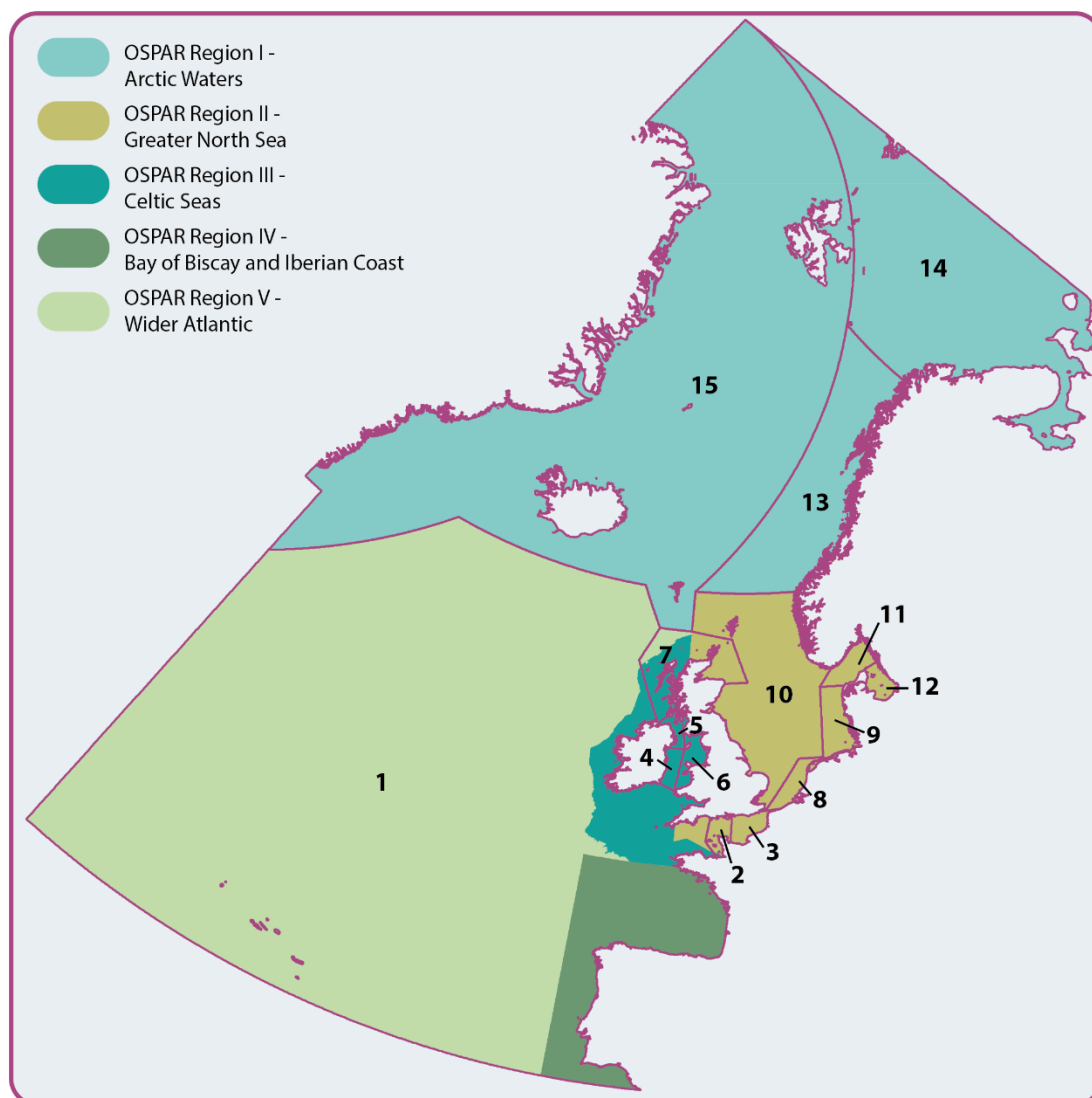 OSPAR Region I -
Arctic Waters
OSPAR Region II -
Greater North Sea
OSPAR Region III -
Celtic Seas
OSPAR Region IV -
Bay of Biscay and Iberian Coast
OSPAR Region V -
Wider Atlantic
14
15
13
11
7
12
10
5
9
4
6
1
8
3
2